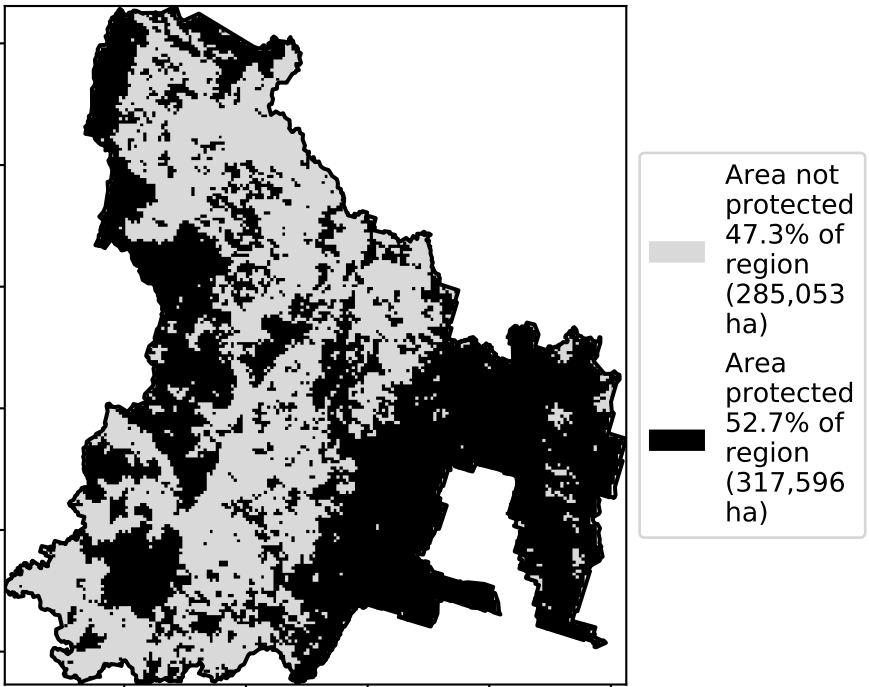 Area not
protected
47.3% of
region
(285,053
ha)
Area
protected
52.7% of
region
(317,596
ha)